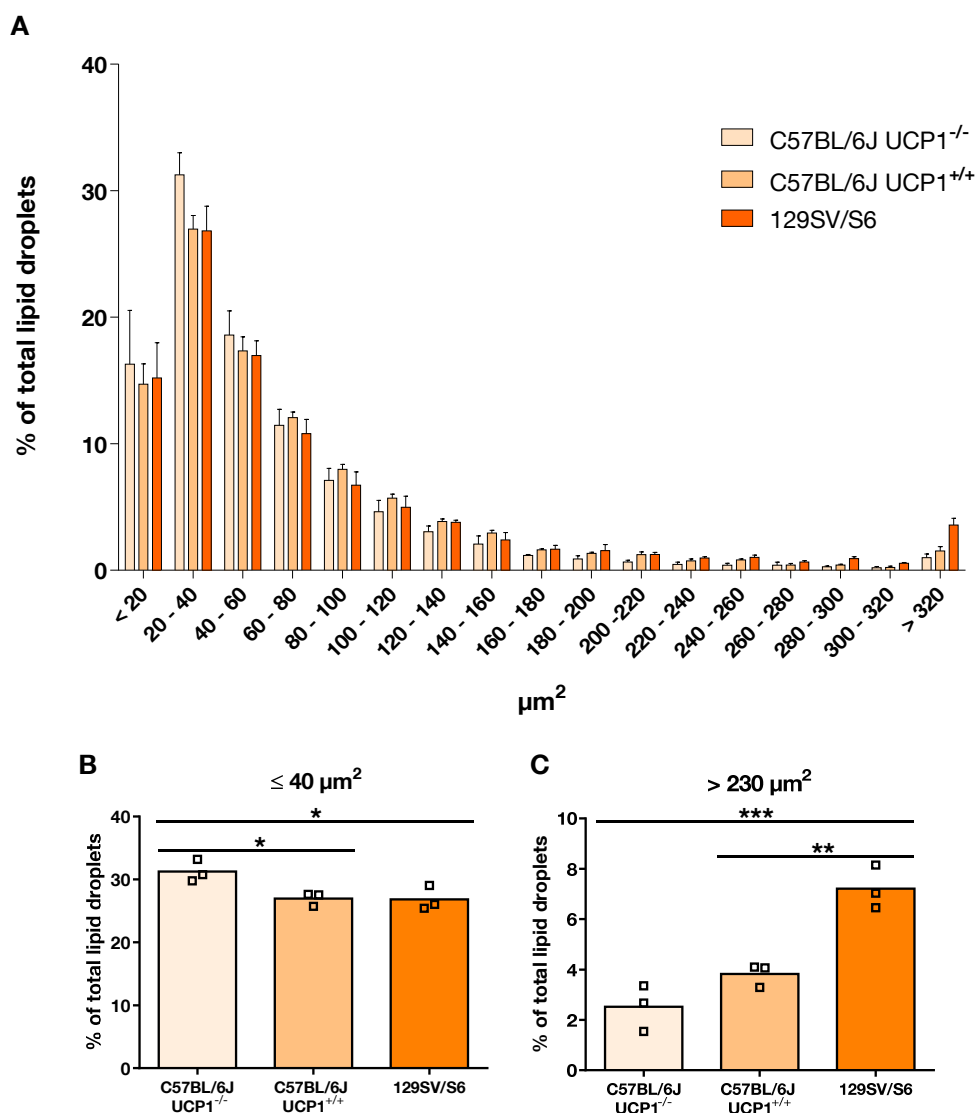 A
40
30
20
10
0
% of total lipid droplets
C57BL/6J UCP1-/-
C57BL/6J UCP1+/+
129SV/S6
< 20
20 - 40
40 - 60
60 - 80
80 - 100
100 - 120
120 - 140
140 - 160
160 - 180
180 - 200
200 -220
220 - 240
240 - 260
260 - 280
280 - 300
300 - 320
> 320
µm²
B
≤ 40 µm²
40
30
20
10
0
% of total lipid droplets
*
*
C57BL/6J
UCP1-/-
C57BL/6J
UCP1+/+
129SV/S6
C
> 230 µm²
10
8
6
4
2
0
% of total lipid droplets
***
**
C57BL/6J
UCP1-/-
C57BL/6J
UCP1+/+
129SV/S6